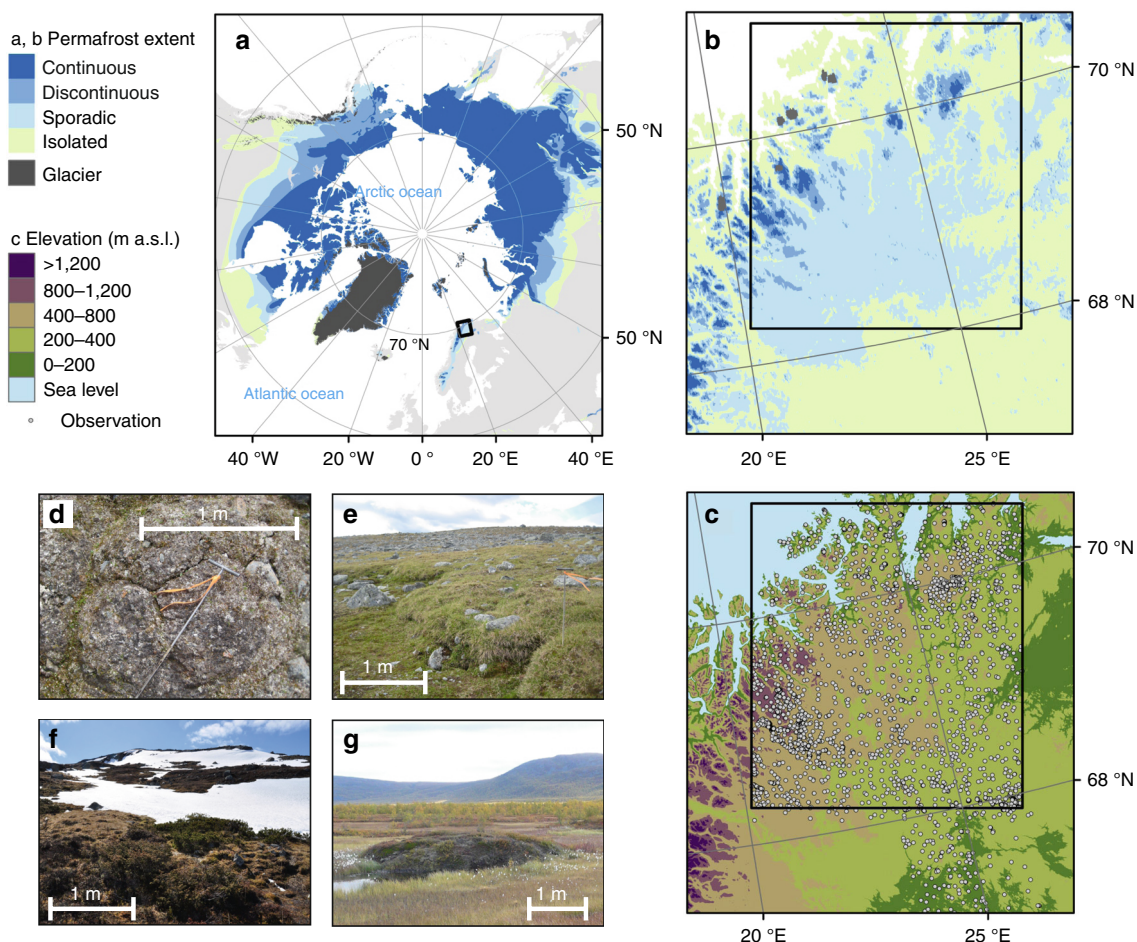 a, b Permafrost extent
Continuous
Discontinuous
Sporadic
Isolated
Glacier
c Elevation (m a.s.l.)
>1,200
800–1,200
400–800
200–400
0–200
Sea level
Observation
a
Arctic ocean
70 °N
Atlantic ocean
50 °N
50 °N
40 °W
20 °W
0 °
20 °E
40 °E
b
70 °N
68 °N
20 °E
25 °E
d
1 m
e
1 m
f
1 m
g
1 m
c
70 °N
68 °N
20 °E
25 °E